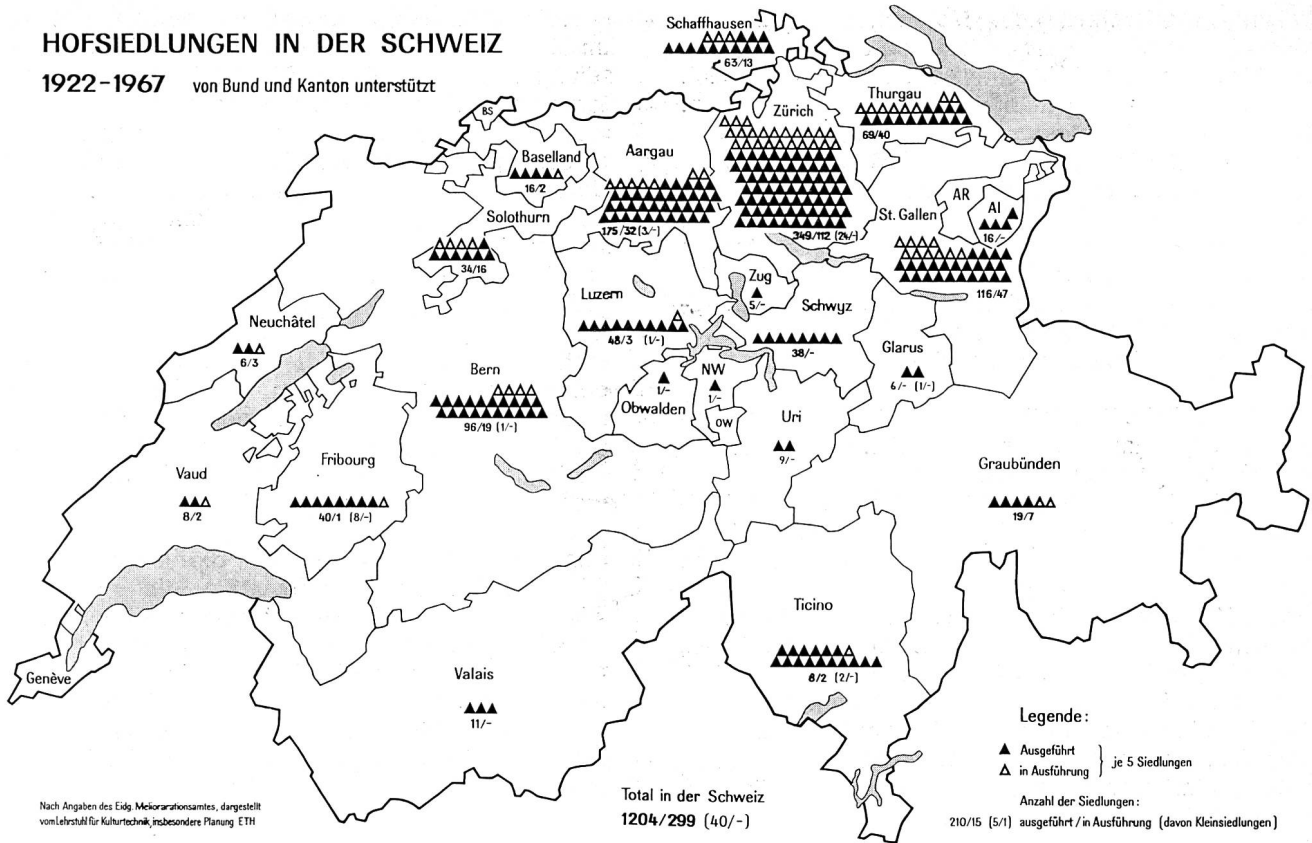 HOFSIEDLUNGEN IN DER SCHWEIZ
1922-1967 von Bund und Kanton unterstützt
Schaffhausen
63/13
Thurgau
69/40
Zürich
349/112 (24/-)
BS
Baselland
16/2
Aargau
175/32 (3/-)
Solothurn
34/16
St. Gallen
116/47
AR
AI
16/-
Zug
5/-
Luzern
48/3 (1/-)
Schwyz
38/-
Glarus
6/- (1/-)
Neuchâtel
6/3
Bern
96/19 (1/-)
Obwalden
1/-
NW
1/-
OW
Uri
9/-
Graubünden
19/7
Vaud
8/2
Fribourg
40/1 (8/-)
Genève
Valais
11/-
Ticino
8/2 (2/-)
Legende:
Ausgeführt
in Ausführung
je 5 Siedlungen
Anzahl der Siedlungen:
210/15 (5/1) ausgeführt / in Ausführung (davon Kleinsiedlungen)
Total in der Schweiz
1204/299 (40/-)
Nach Angaben des Eidg. Meliorationsamtes, dargestellt
vom Lehrstuhl für Kulturtechnik, insbesondere Planung ETH